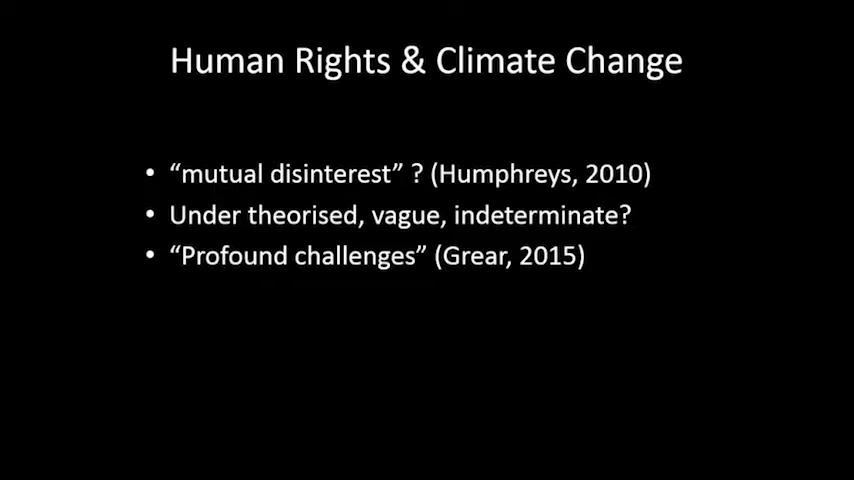 Human Rights & Climate Change
• “mutual disinterest” ? (Humphreys, 2010)
• Under theorised, vague, indeterminate?
• “Profound challenges” (Grear, 2015)